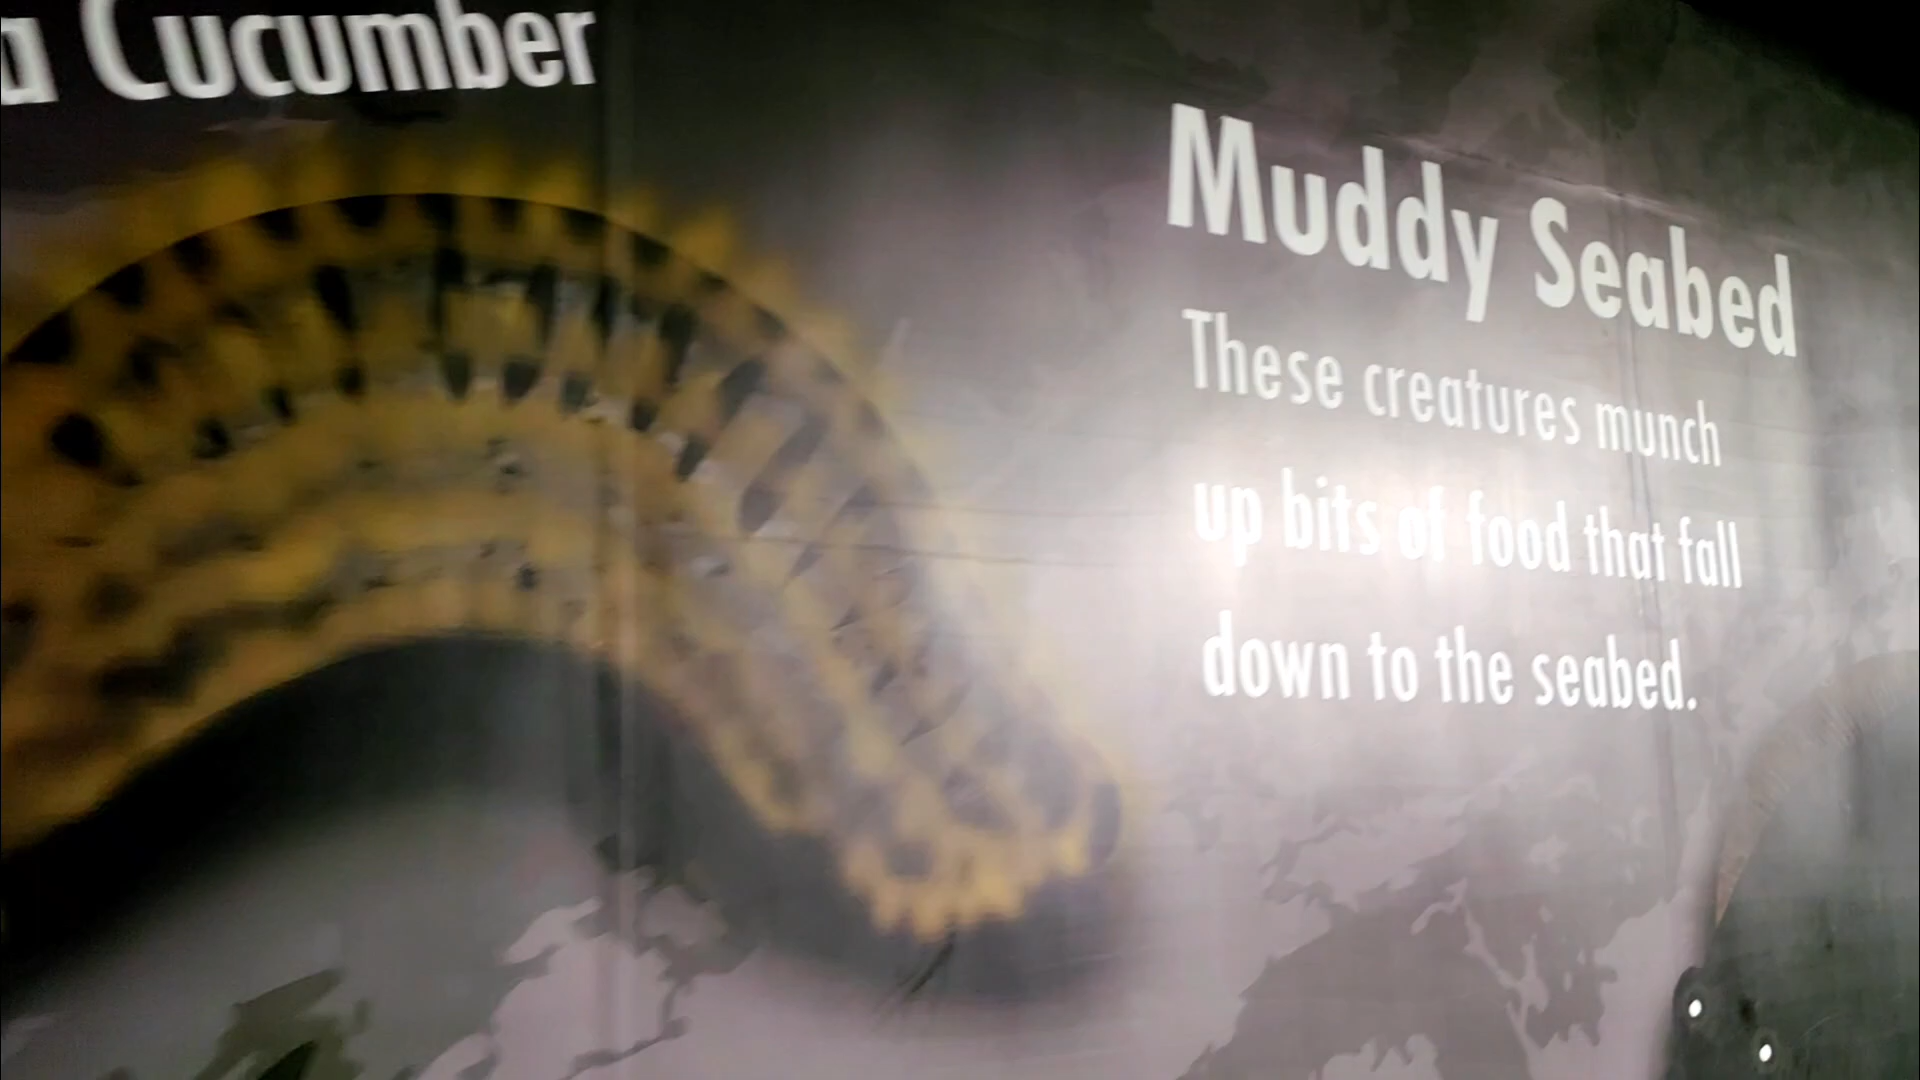 a Cucumber
Muddy Seabed
These creatures munch
up bits of food that fall
down to the seabed.